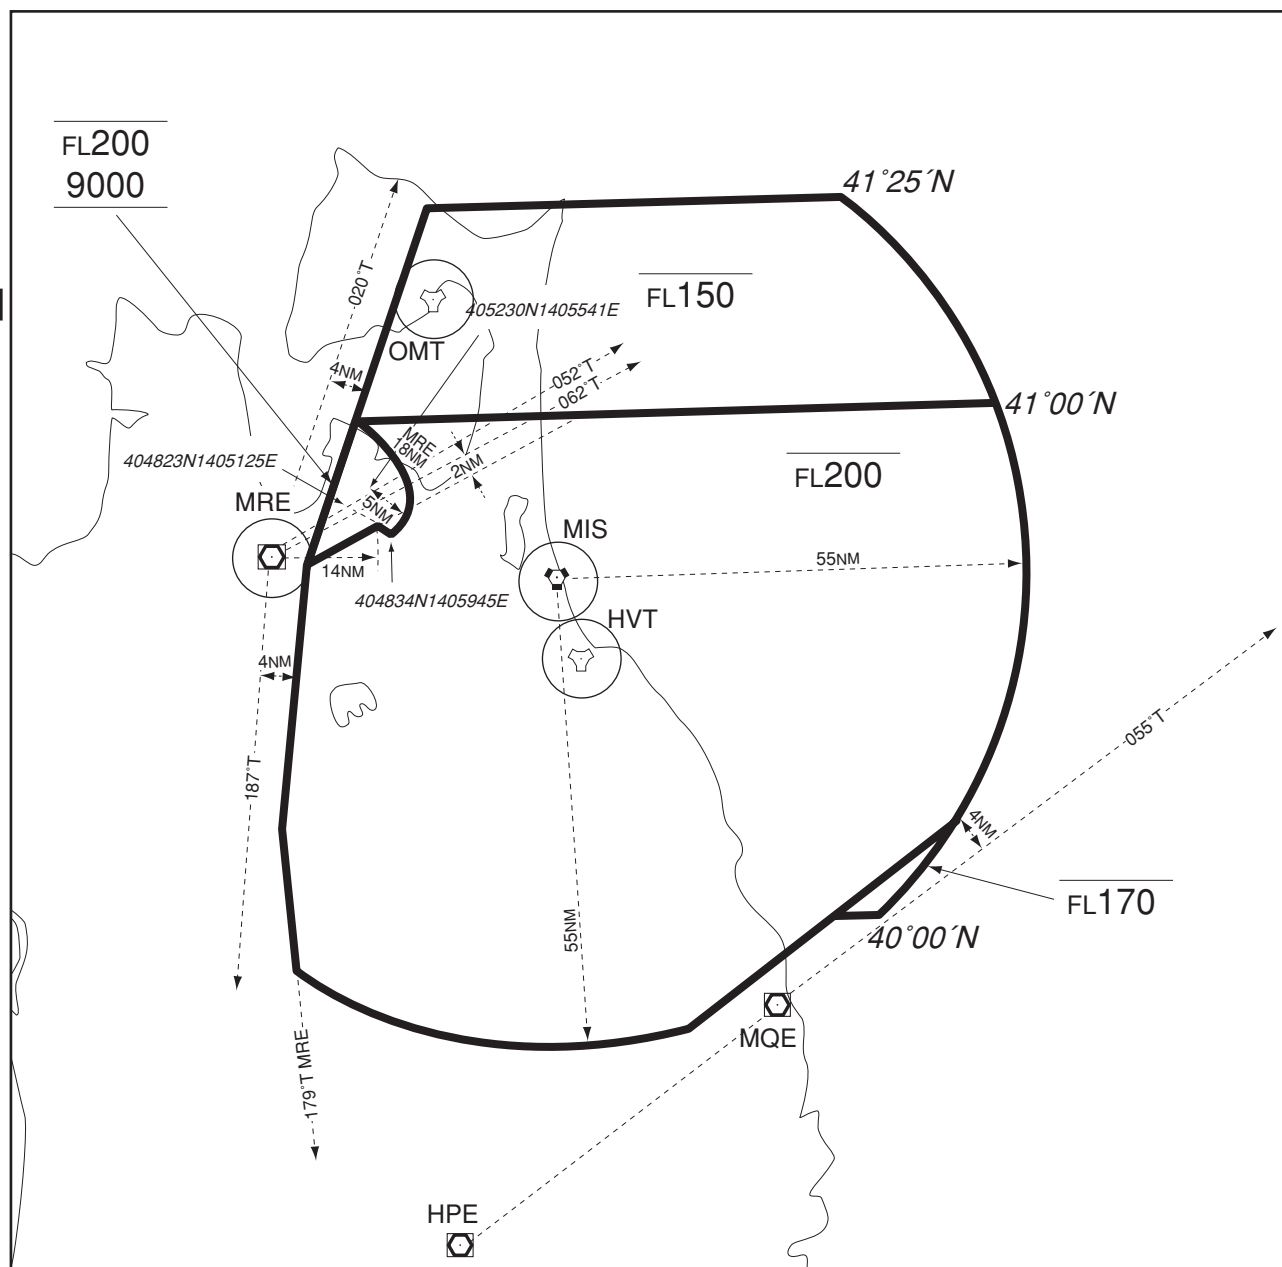 FL200
9000
41°25′N
020°T
FL150
405230N1405541E
OMT
052°T
062°T
4NM
41°00′N
MRE
18NM
2NM
404823N1405125E
FL200
MRE
5NM
MIS
14NM
55NM
404834N1405945E
HVT
4NM
055°T
187°T
4NM
FL170
55NM
40°00′N
MQE
179°T MRE
HPE